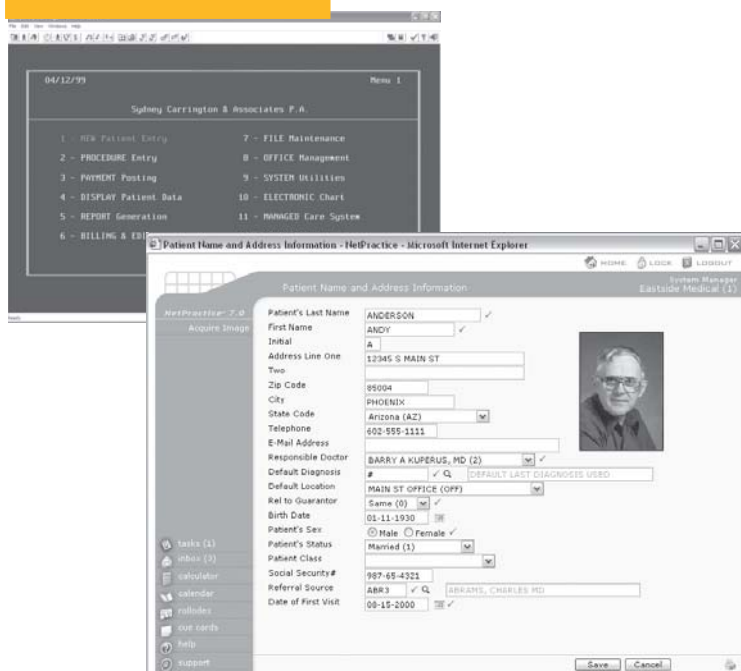 File Edit View Windows Help
04/12/99 Menu 1
Sydney Carrington & Associates P.A.
1 - NEW Patient Entry 7 - FILE Maintenance
2 - PROCEDURE Entry 8 - OFFICE Management
3 - PAYMENT Posting 9 - SYSTEM Utilities
4 - DISPLAY Patient Data 10 - ELECTRONIC Chart
5 - REPORT Generation 11 - MANAGED Care System
6 - BILLING &
Patient Name and Address Information - NetPractice - Microsoft Internet Explorer
HOME LOCK LOGOUT
System Manager
Patient Name and Address Information Eastside Medical (1)
NetPractice 7.0
Acquire Image
Patient's Last Name ANDERSON
First Name ANDY
Initial A
Address Line One 12345 S MAIN ST
Two
Zip Code 85004
City PHOENIX
State Code Arizona (AZ)
Telephone 602-555-1111
E-Mail Address
Responsible Doctor BARRY A KUPERUS, MD (2)
Default Diagnosis # DEFAULT LAST DIAGNOSIS USED
Default Location MAIN ST OFFICE (OFF)
Rel to Guarantor Same (0)
Birth Date 01-11-1930
Patient's Sex Male Female
Patient's Status Married (1)
Patient Class
Social Security# 987-65-4321
Referral Source ABR3 ABRAMS, CHARLES MD
Date of First Visit 08-15-2000
tasks (1)
inbox (3)
calculator
calendar
rolodex
cue cards
help
support
Save Cancel